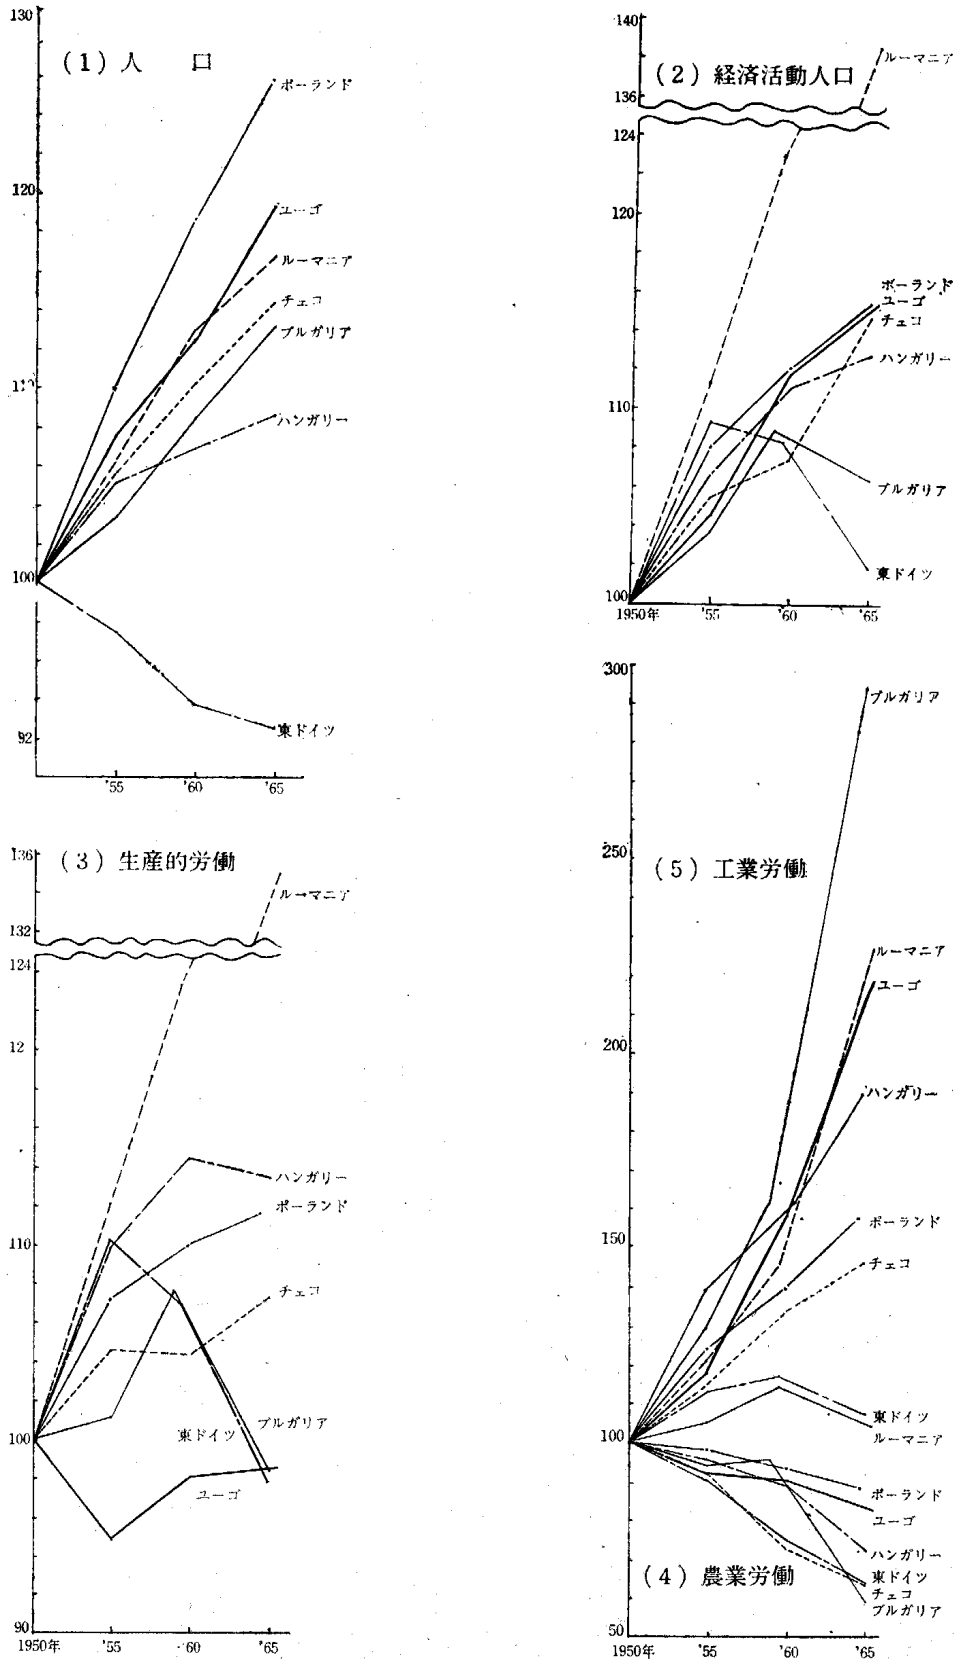 (1) 人 口
130
120
110
100
92
'55 '60 '65
ポーランド
ユーゴ
ルーマニア
チェコ
ブルガリア
ハンガリー
東ドイツ
(2) 経済活動人口
140
136
124
120
110
100
1950年 '55 '60 '65
ルーマニア
ポーランド
ユーゴ
チェコ
ハンガリー
ブルガリア
東ドイツ
(3) 生産的労働
136
132
124
12
110
100
90
1950年 '55 '60 '65
ルーマニア
ハンガリー
ポーランド
チェコ
ブルガリア
東ドイツ
ユーゴ
(5) 工業労働
300
250
200
150
100
50
ブルガリア
ルーマニア
ユーゴ
ハンガリー
ポーランド
チェコ
東ドイツ
ルーマニア
ポーランド
ユーゴ
ハンガリー
東ドイツ
チェコ
ブルガリア
(4) 農業労働
1950年 '55 '60 '65